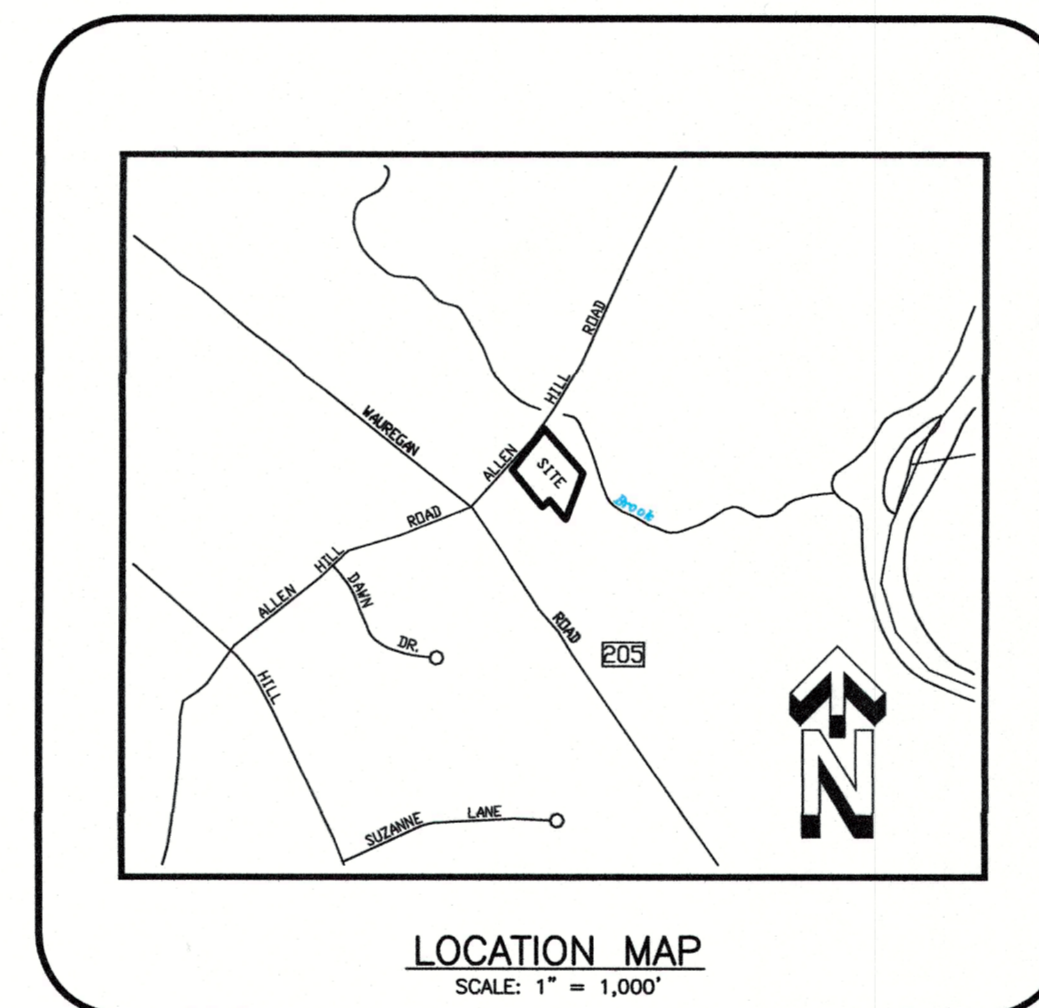 ROAD
HILL
WAUREGAN
ALLEN
SITE
Brook
ROAD
HILL
ALLEN
DAWN
DR.
ROAD
205
HILL
N
SUZANNE LANE
LOCATION MAP
SCALE: 1" = 1,000'